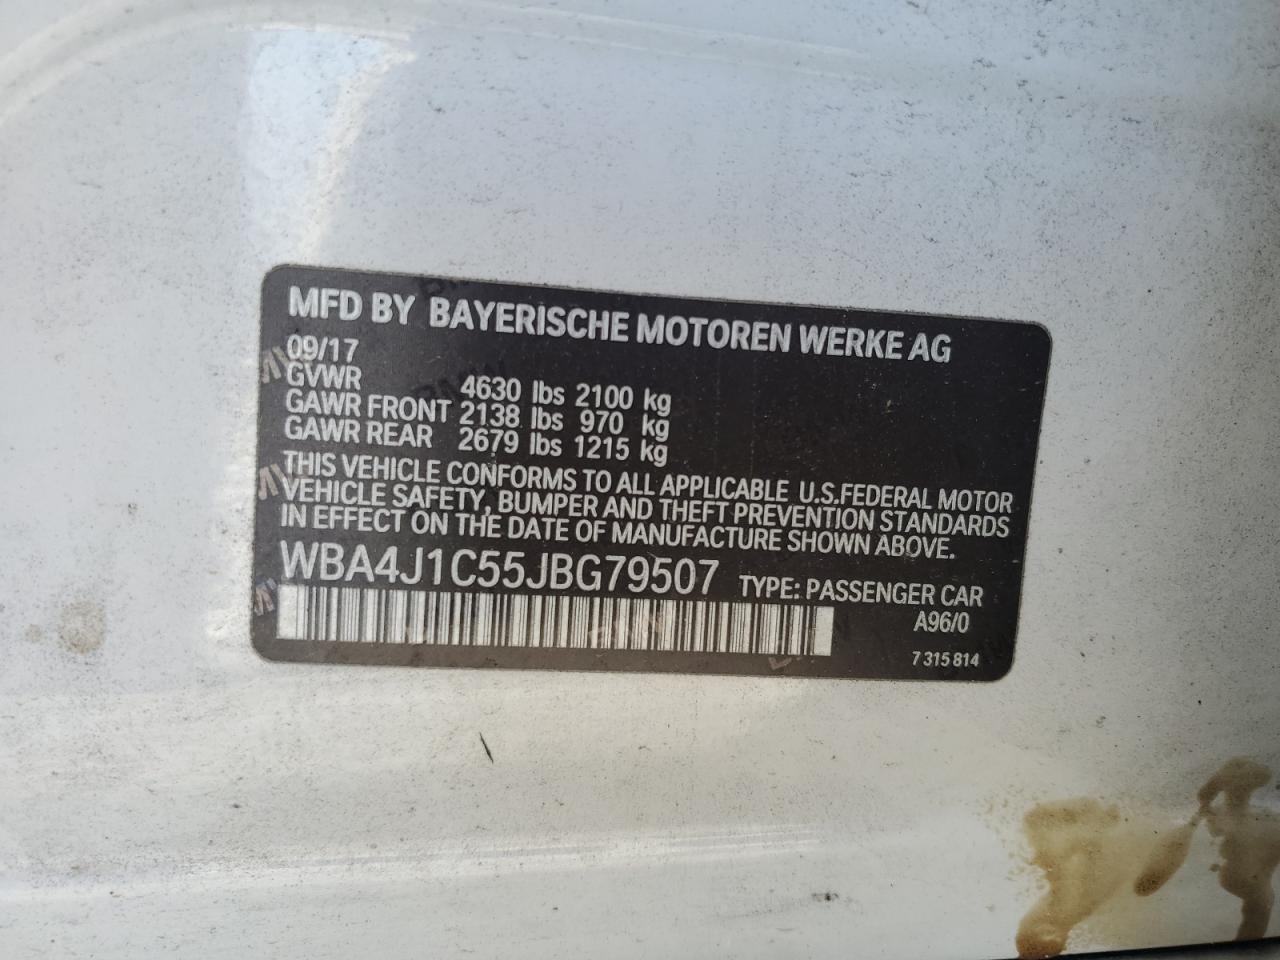 MFD BY BAYERISCHE MOTOREN WERKE AG
09/17
GVWR 4630 lbs 2100 kg
GAWR FRONT 2138 lbs 970 kg
GAWR REAR 2679 lbs 1215 kg
THIS VEHICLE CONFORMS TO ALL APPLICABLE U.S.FEDERAL MOTOR
VEHICLE SAFETY, BUMPER AND THEFT PREVENTION STANDARDS
IN EFFECT ON THE DATE OF MANUFACTURE SHOWN ABOVE.
WBA4J1C55JBG79507 TYPE: PASSENGER CAR
A96/0
7 315 814